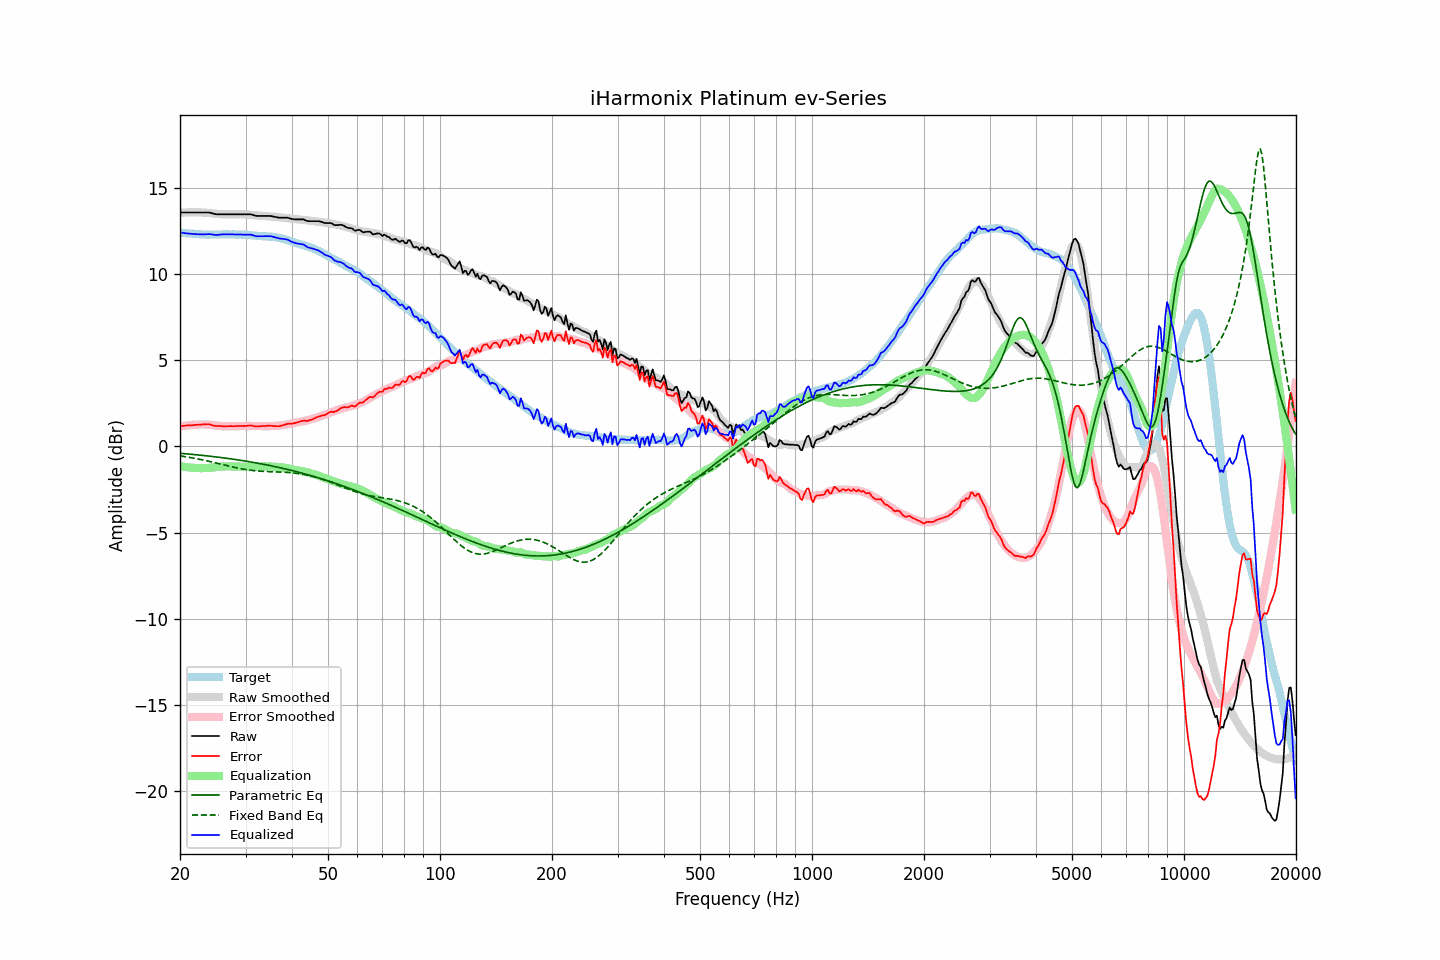 iHarmonix Platinum ev-Series
Amplitude (dBr)
15
10
5
0
−5
−10
−15
−20
Target
Raw Smoothed
Error Smoothed
Raw
Error
Equalization
Parametric Eq
Fixed Band Eq
Equalized
20
50
100
200
500
1000
2000
5000
10000
20000
Frequency (Hz)